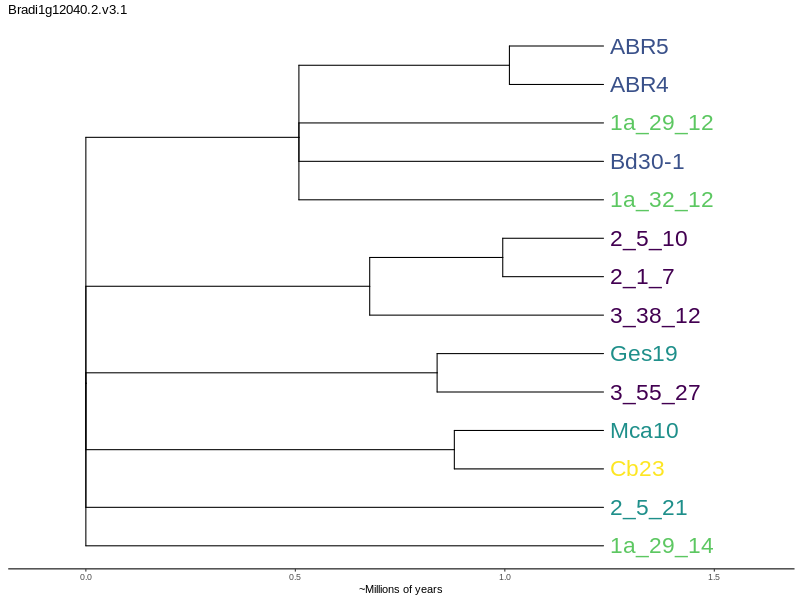 Bradi1g12040.2.v3.1
ABR5
ABR4
1a_29_12
Bd30-1
1a_32_12
2_5_10
2_1_7
3_38_12
Ges19
3_55_27
Mca10
Cb23
2_5_21
1a_29_14
0.0 0.5 1.0 1.5
~Millions of years